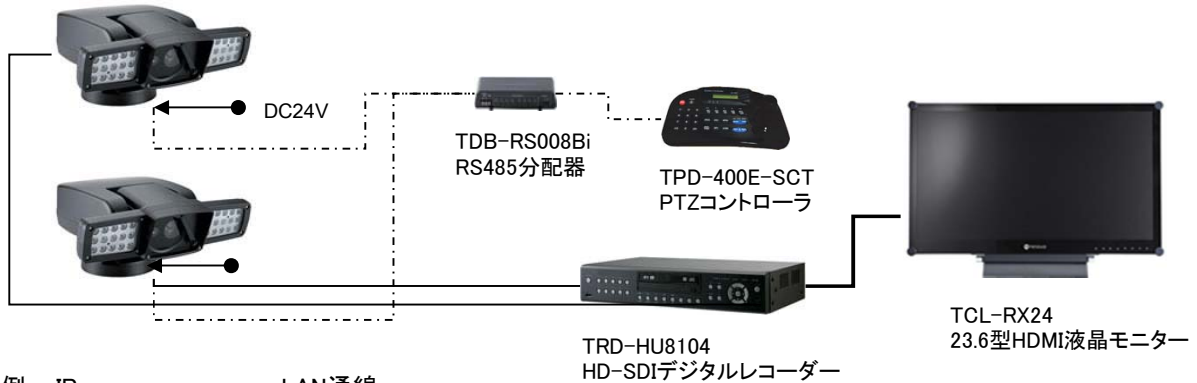 DC24V
TDB-RS008Bi
RS485分配器
TPD-400E-SCT
PTZコントローラ
TCL-RX24
23.6型HDMI液晶モニター
TRD-HU8104
HD-SDIデジタルレコーダー